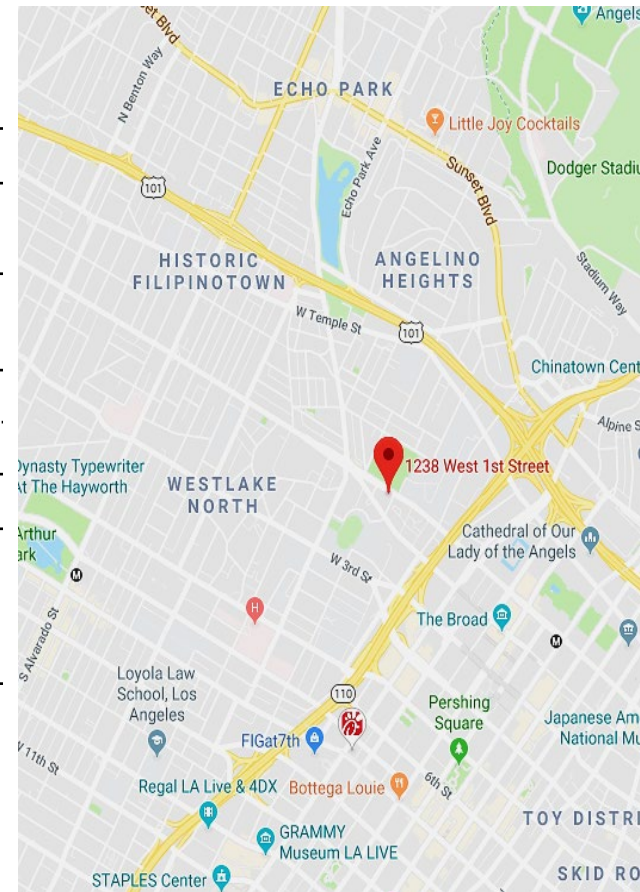 Angels
set Blvd
N Benton Way
ECHO PARK
Little Joy Cocktails
Echo Park Ave
Sunset Blvd
Dodger Stadiu
101
HISTORIC
FILIPINOTOWN
ANGELINO
HEIGHTS
Stadium Way
W Temple St
101
Chinatown Cent
Alpine S
1238 West 1st Street
Dynasty Typewriter
At The Hayworth
WESTLAKE
NORTH
Cathedral of Our
Lady of the Angels
Arthur
ark
W 3rd St
M
H
The Broad
M
S Alvarado St
Loyola Law
School, Los
Angeles
110
Pershing
Square
FIGat7th
Japanese Am
National Mu
W 11th St
Regal LA Live & 4DX
Bottega Louie
6th St
TOY DISTRI
GRAMMY
Museum LA LIVE
STAPLES Center
SKID RO